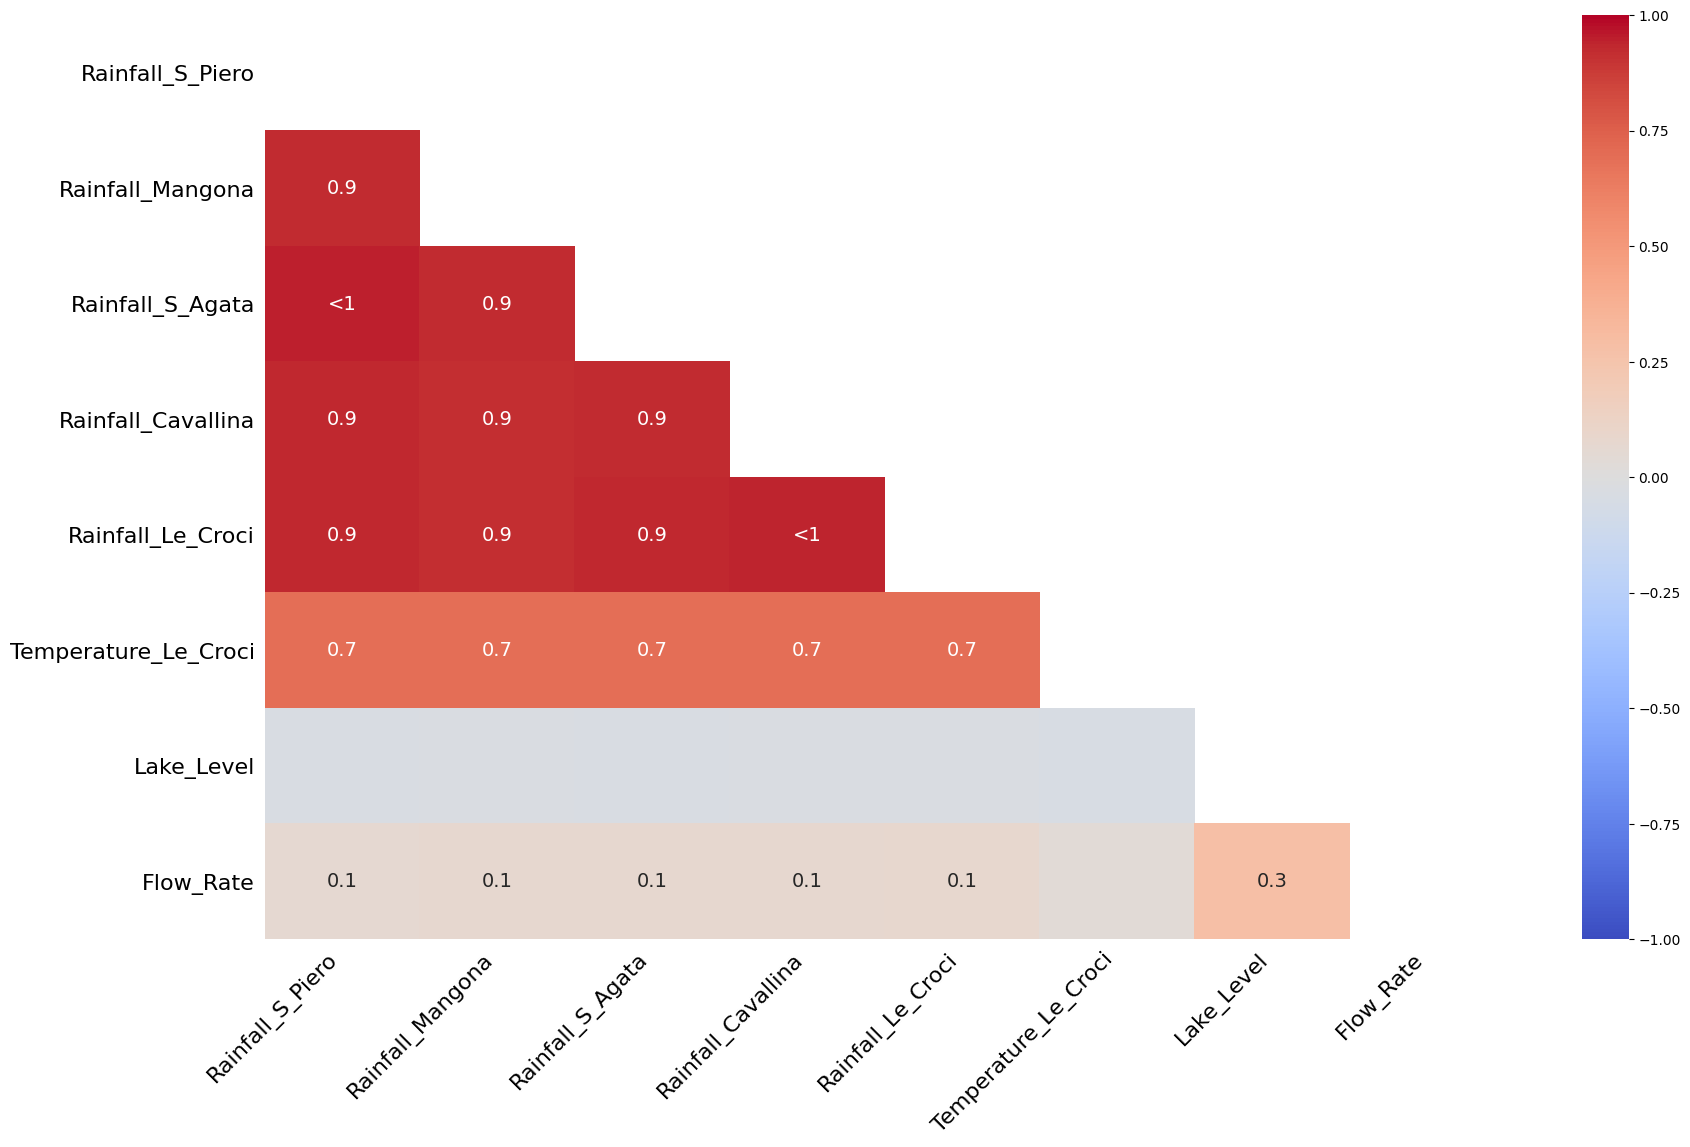 Rainfall_S_Piero
Rainfall_Mangona
0.9
Rainfall_S_Agata
<1 0.9
Rainfall_Cavallina
0.9 0.9 0.9
Rainfall_Le_Croci
0.9 0.9 0.9 <1
Temperature_Le_Croci
0.7 0.7 0.7 0.7 0.7
Lake_Level
Flow_Rate
0.1 0.1 0.1 0.1 0.1 0.3
Rainfall_S_Piero
Rainfall_Mangona
Rainfall_S_Agata
Rainfall_Cavallina
Rainfall_Le_Croci
Temperature_Le_Croci
Lake_Level
Flow_Rate
1.00
0.75
0.50
0.25
0.00
−0.25
−0.50
−0.75
−1.00